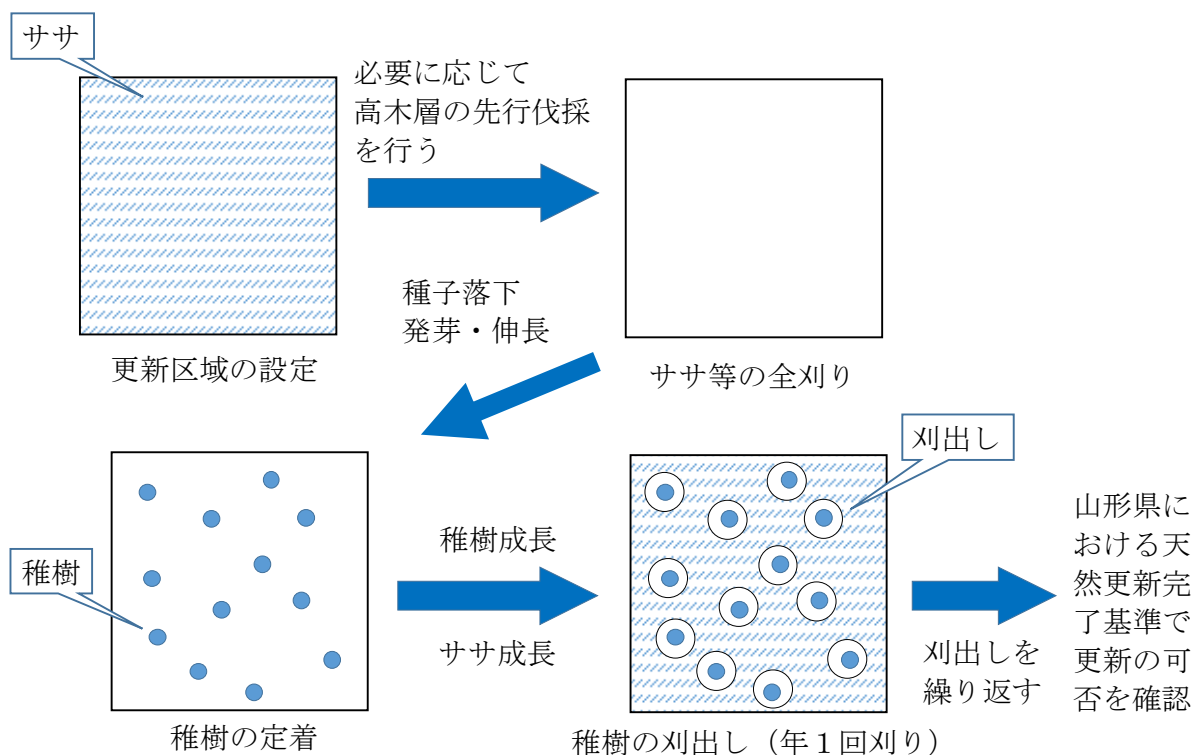 ササ
必要に応じて
高木層の先行伐採
を行う
更新区域の設定
種子落下
発芽・伸長
ササ等の全刈り
稚樹
稚樹の定着
稚樹成長
ササ成長
刈出し
稚樹の刈出し（年１回刈り）
刈出しを
繰り返す
山形県に
おける天
然更新完
了基準で
更新の可
否を確認